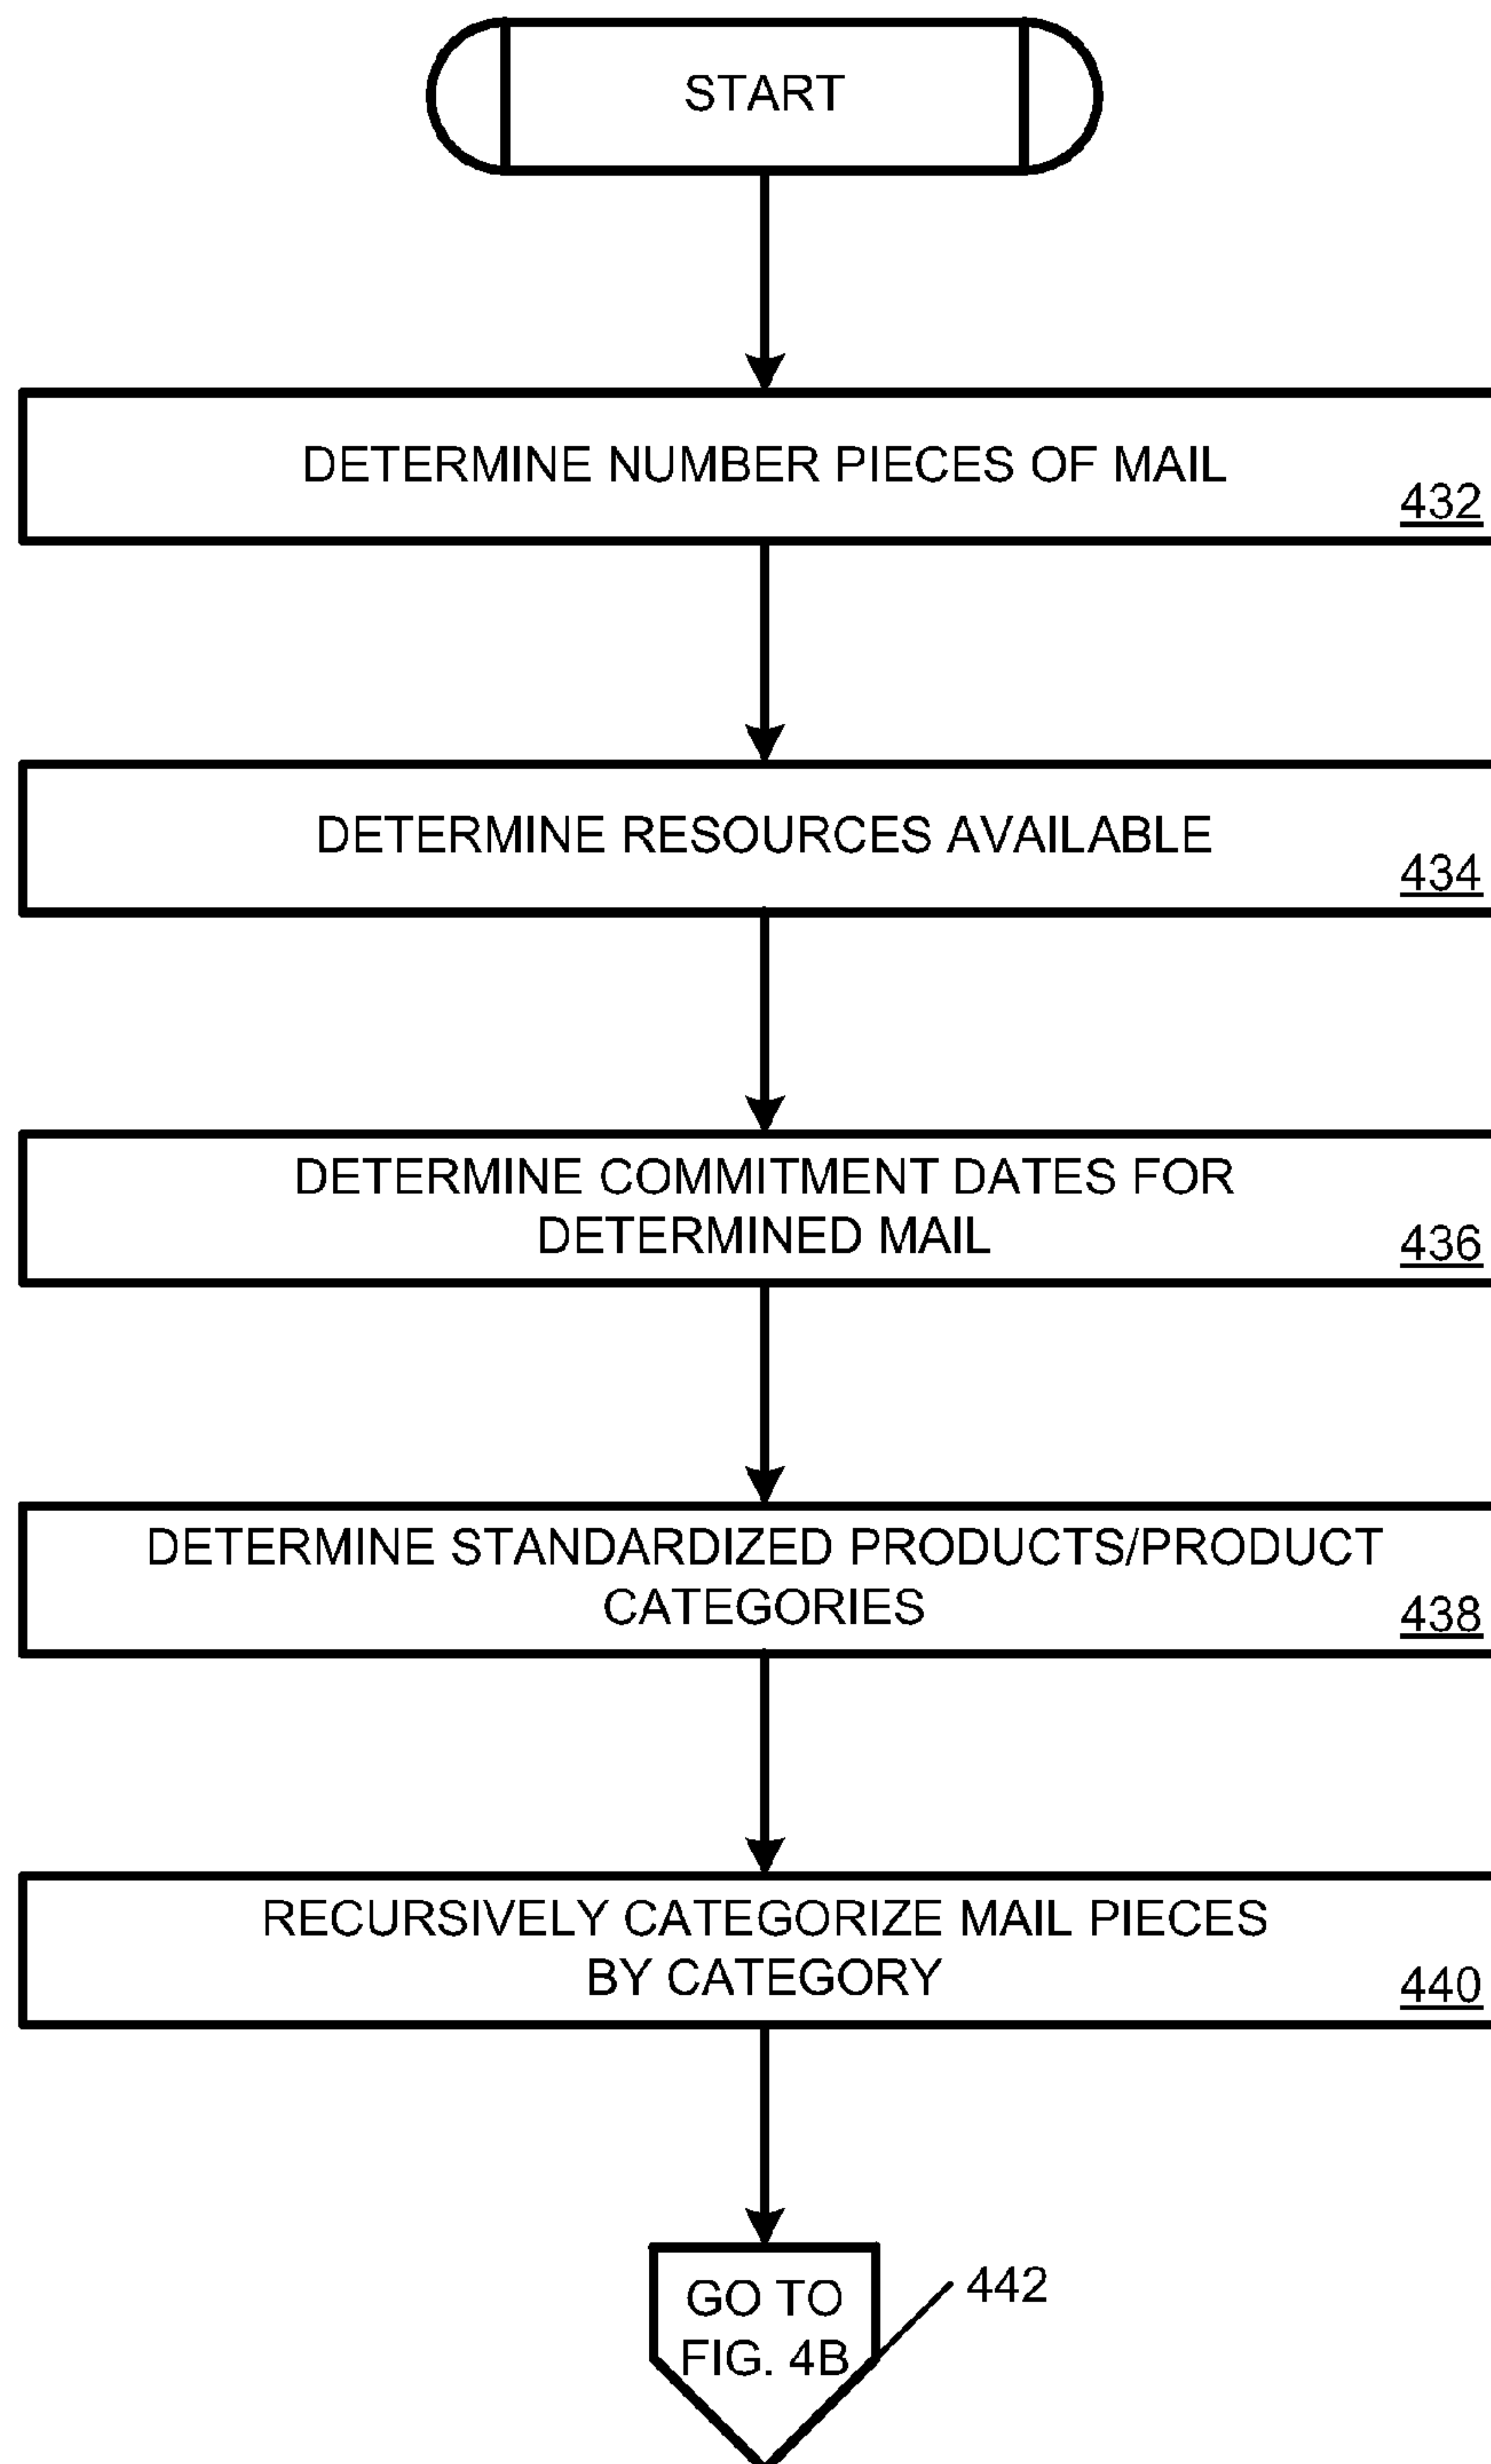 START
DETERMINE NUMBER PIECES OF MAIL
432
DETERMINE RESOURCES AVAILABLE
434
DETERMINE COMMITMENT DATES FOR
DETERMINED MAIL
436
DETERMINE STANDARDIZED PRODUCTS/PRODUCT
CATEGORIES
438
RECURSIVELY CATEGORIZE MAIL PIECES
BY CATEGORY
440
GO TO
FIG. 4B
442